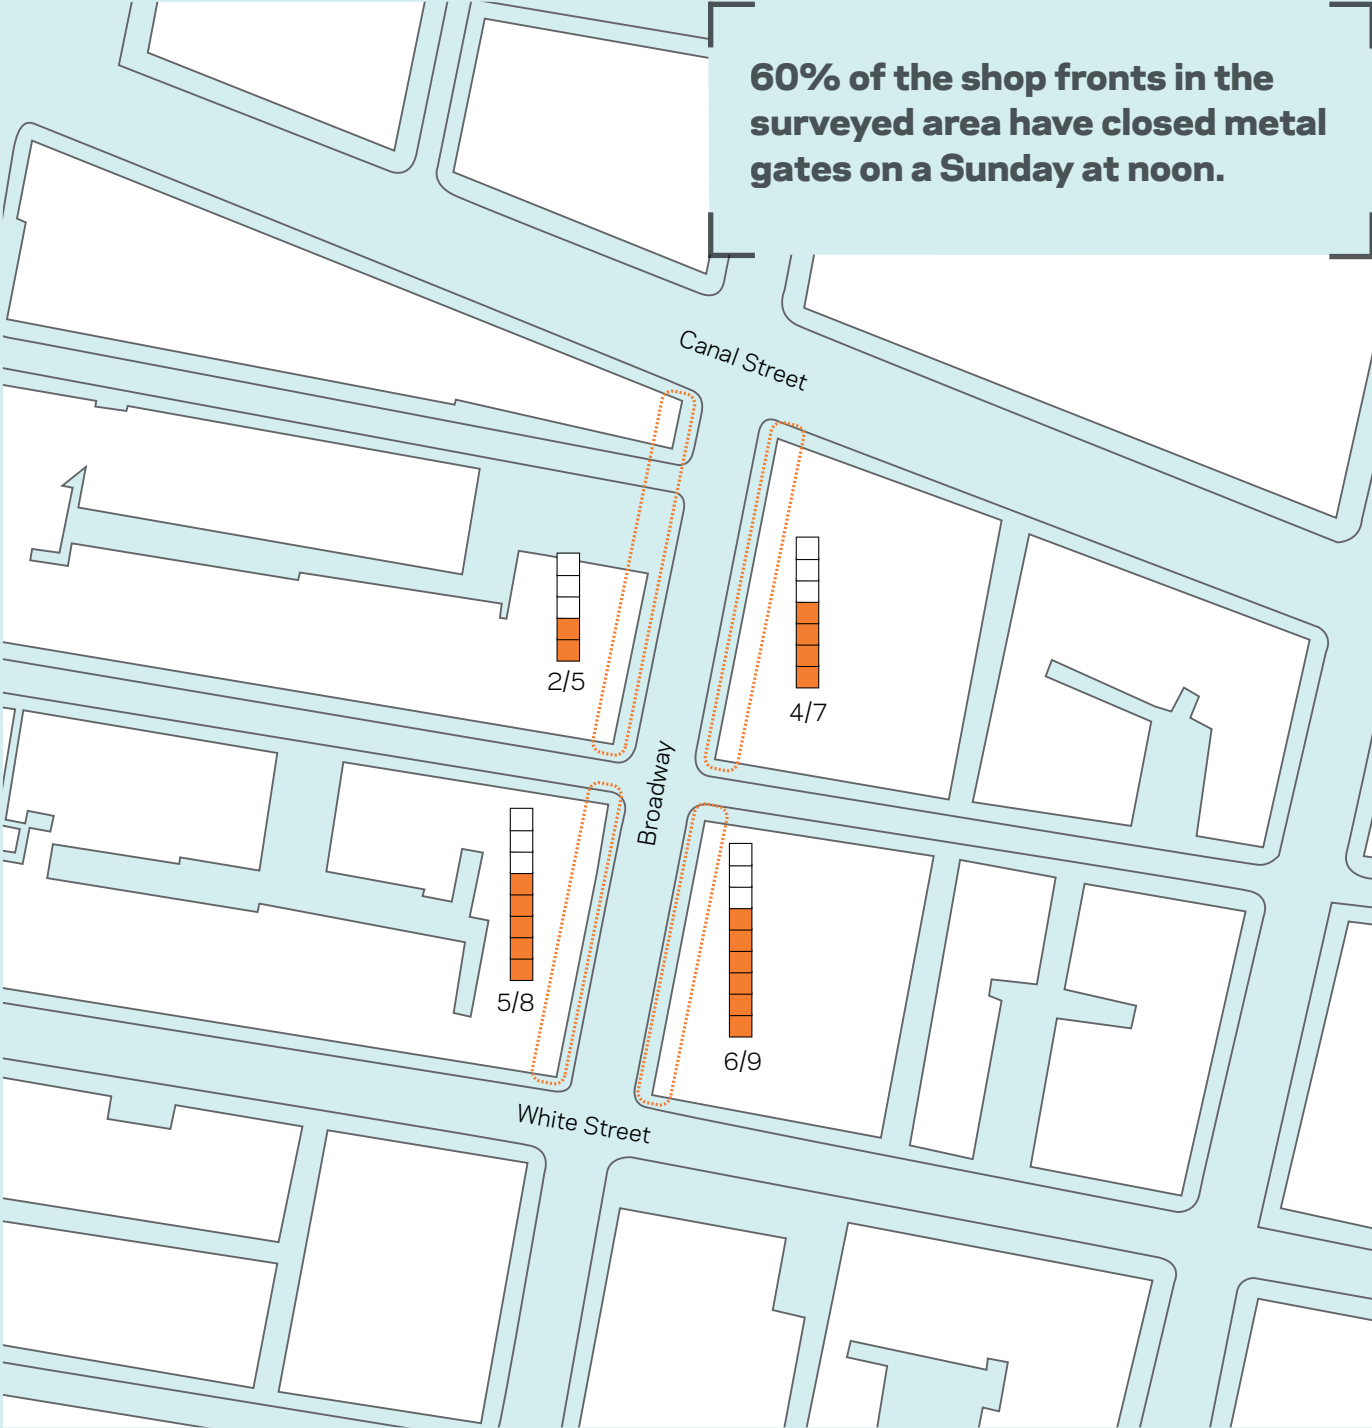 60% of the shop fronts in the
surveyed area have closed metal
gates on a Sunday at noon.
Canal Street
2/5
4/7
Broadway
5/8
6/9
White Street